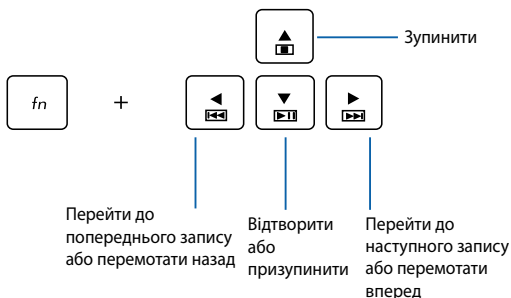 Зупинити
fn
+
Перейти до
попереднього запису
або перемотати назад
Відтворити
або
призупинити
Перейти до
наступного запису
або перемотати
вперед